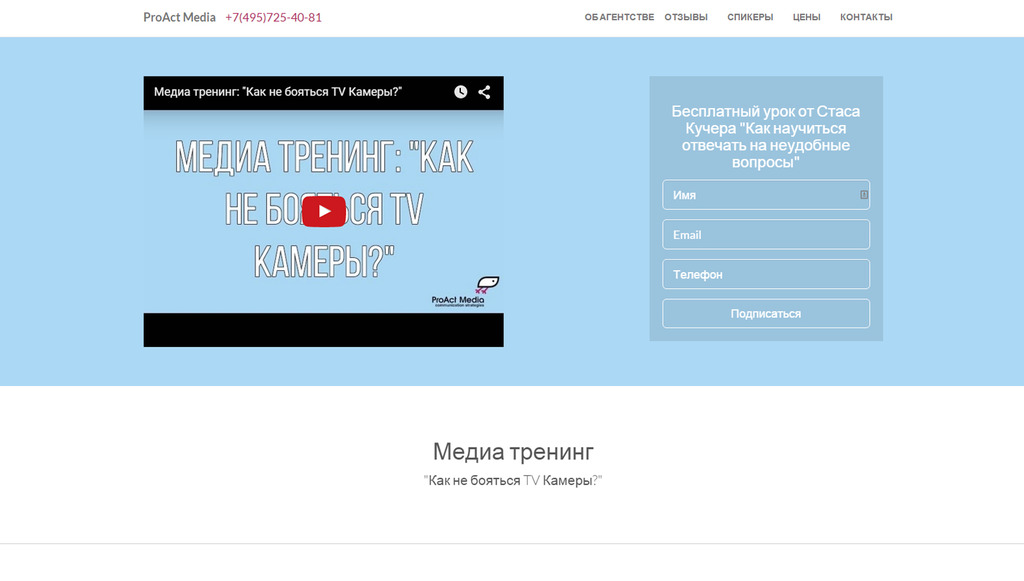 ProAct Media +7(495)725-40-81
ОБ АГЕНТСТВЕ ОТЗЫВЫ СПИКЕРЫ ЦЕНЫ КОНТАКТЫ
Медиа тренинг: "Как не бояться TV Камеры?"
МЕДИА ТРЕНИНГ: "КАК
НЕ БОЯТЬСЯ TV
КАМЕРЫ?"
ProAct Media
communication strategies
Бесплатный урок от Стаса
Кучера "Как научиться
отвечать на неудобные
вопросы"
Имя
Email
Телефон
Подписаться
Медиа тренинг
"Как не бояться TV Камеры?"